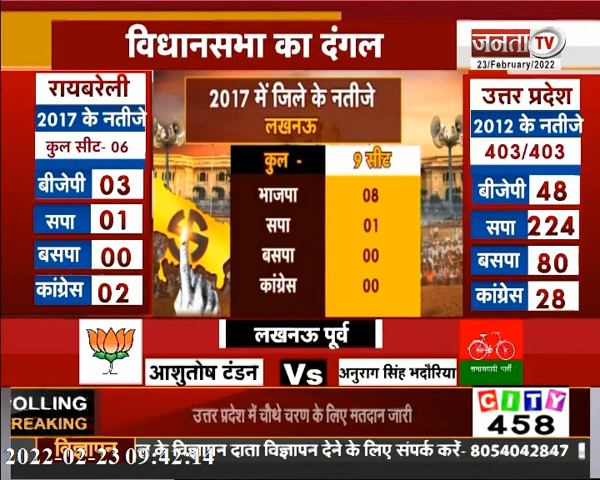 विधानसभा का दंगल
जनता TV
23/February/2022
रायबरेली
2017 के नतीजे
कुल सीट- 06
बीजेपी 03
सपा 01
बसपा 00
कांग्रेस 02
2017 में जिले के नतीजे
लखनऊ
कुल - 9 सीट
भाजपा 08
सपा 01
बसपा 00
कांग्रेस 00
उत्तर प्रदेश
2012 के नतीजे
403/403
बीजेपी 48
सपा 224
बसपा 80
कांग्रेस 28
लखनऊ पूर्व
आशुतोष टंडन Vs अनुराग सिंह भदौरिया
समाजवादी पार्टी
OLLING
REAKING
उत्तर प्रदेश में चौथे चरण के लिए मतदान जारी
CITY
458
विज्ञापन के विज्ञापन दाता विज्ञापन देने के लिए संपर्क करें- 8054042847
2022-02-23 09:42:14